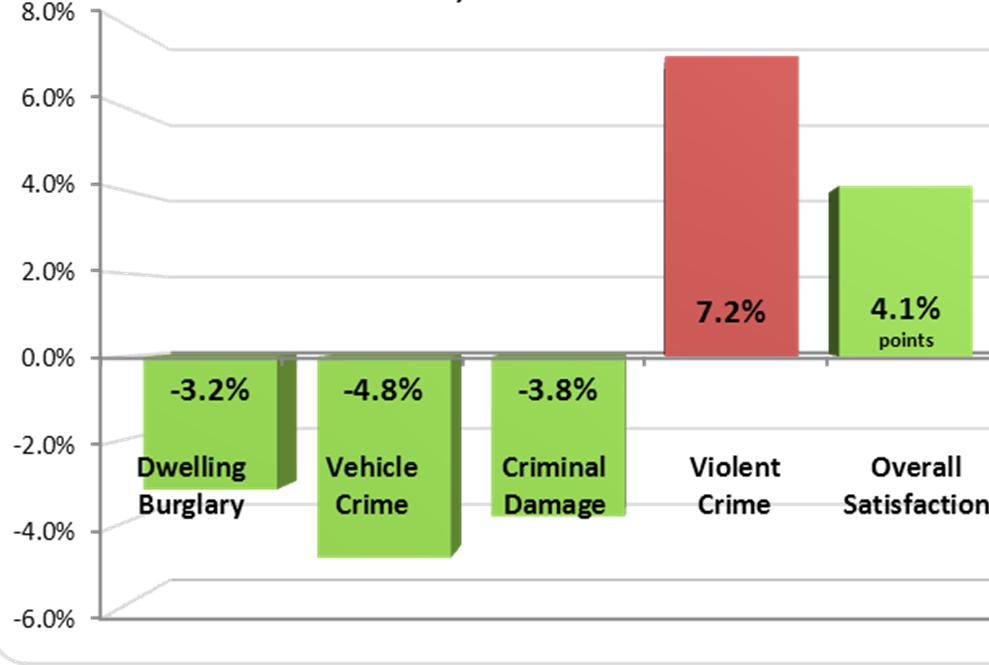 8.0%
6.0%
4.0%
2.0%
0.0%
-2.0%
-4.0%
-6.0%
-3.2%
-4.8%
-3.8%
7.2%
4.1%
points
Dwelling
Burglary
Vehicle
Crime
Criminal
Damage
Violent
Crime
Overall
Satisfaction